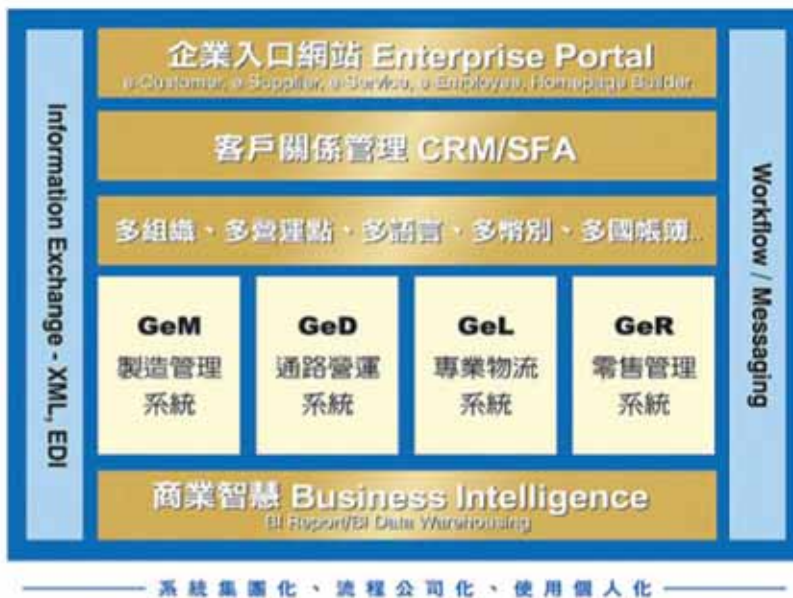 企業入口網站 Enterprise Portal
e-Customer, e-Supplier, e-Service, e-Employee, Homepage Builder
客戶關係管理 CRM/SFA
多組織、多營運點、多語言、多幣別、多國帳簿..
Information Exchange - XML, EDI
GeM
製造管理
系統
GeD
通路營運
系統
GeL
專業物流
系統
GeR
零售管理
系統
Workflow / Messaging
商業智慧 Business Intelligence
BI Report/BI Data Warehousing
系統集團化、流程公司化、使用個人化